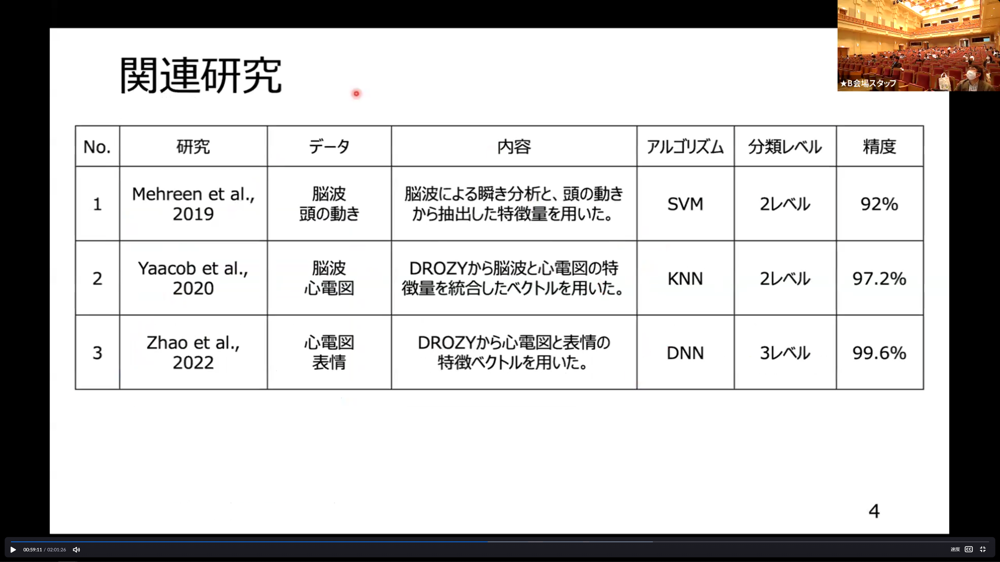 ★B会場スタッフ
関連研究
No. 研究 データ 内容 アルゴリズム 分類レベル 精度
1 Mehreen et al., 2019 脳波 頭の動き 脳波による瞬き分析と、頭の動きから抽出した特徴量を用いた。 SVM 2レベル 92%
2 Yaacob et al., 2020 脳波 心電図 DROZYから脳波と心電図の特徴量を統合したベクトルを用いた。 KNN 2レベル 97.2%
3 Zhao et al., 2022 心電図 表情 DROZYから心電図と表情の特徴ベクトルを用いた。 DNN 3レベル 99.6%
4
00:59:11 / 02:01:26 速度 CC